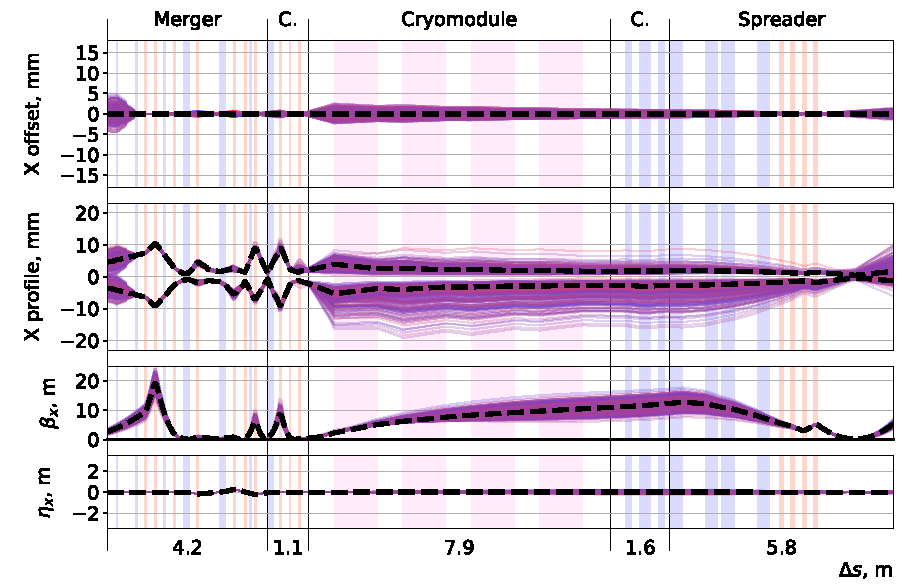 Merger C. Cryomodule C. Spreader
X offset, mm
15
10
5
0
−5
−10
−15
X profile, mm
20
10
0
−10
−20
βx, m
20
10
0
ηx, m
2
0
−2
4.2 1.1 7.9 1.6 5.8
Δs, m